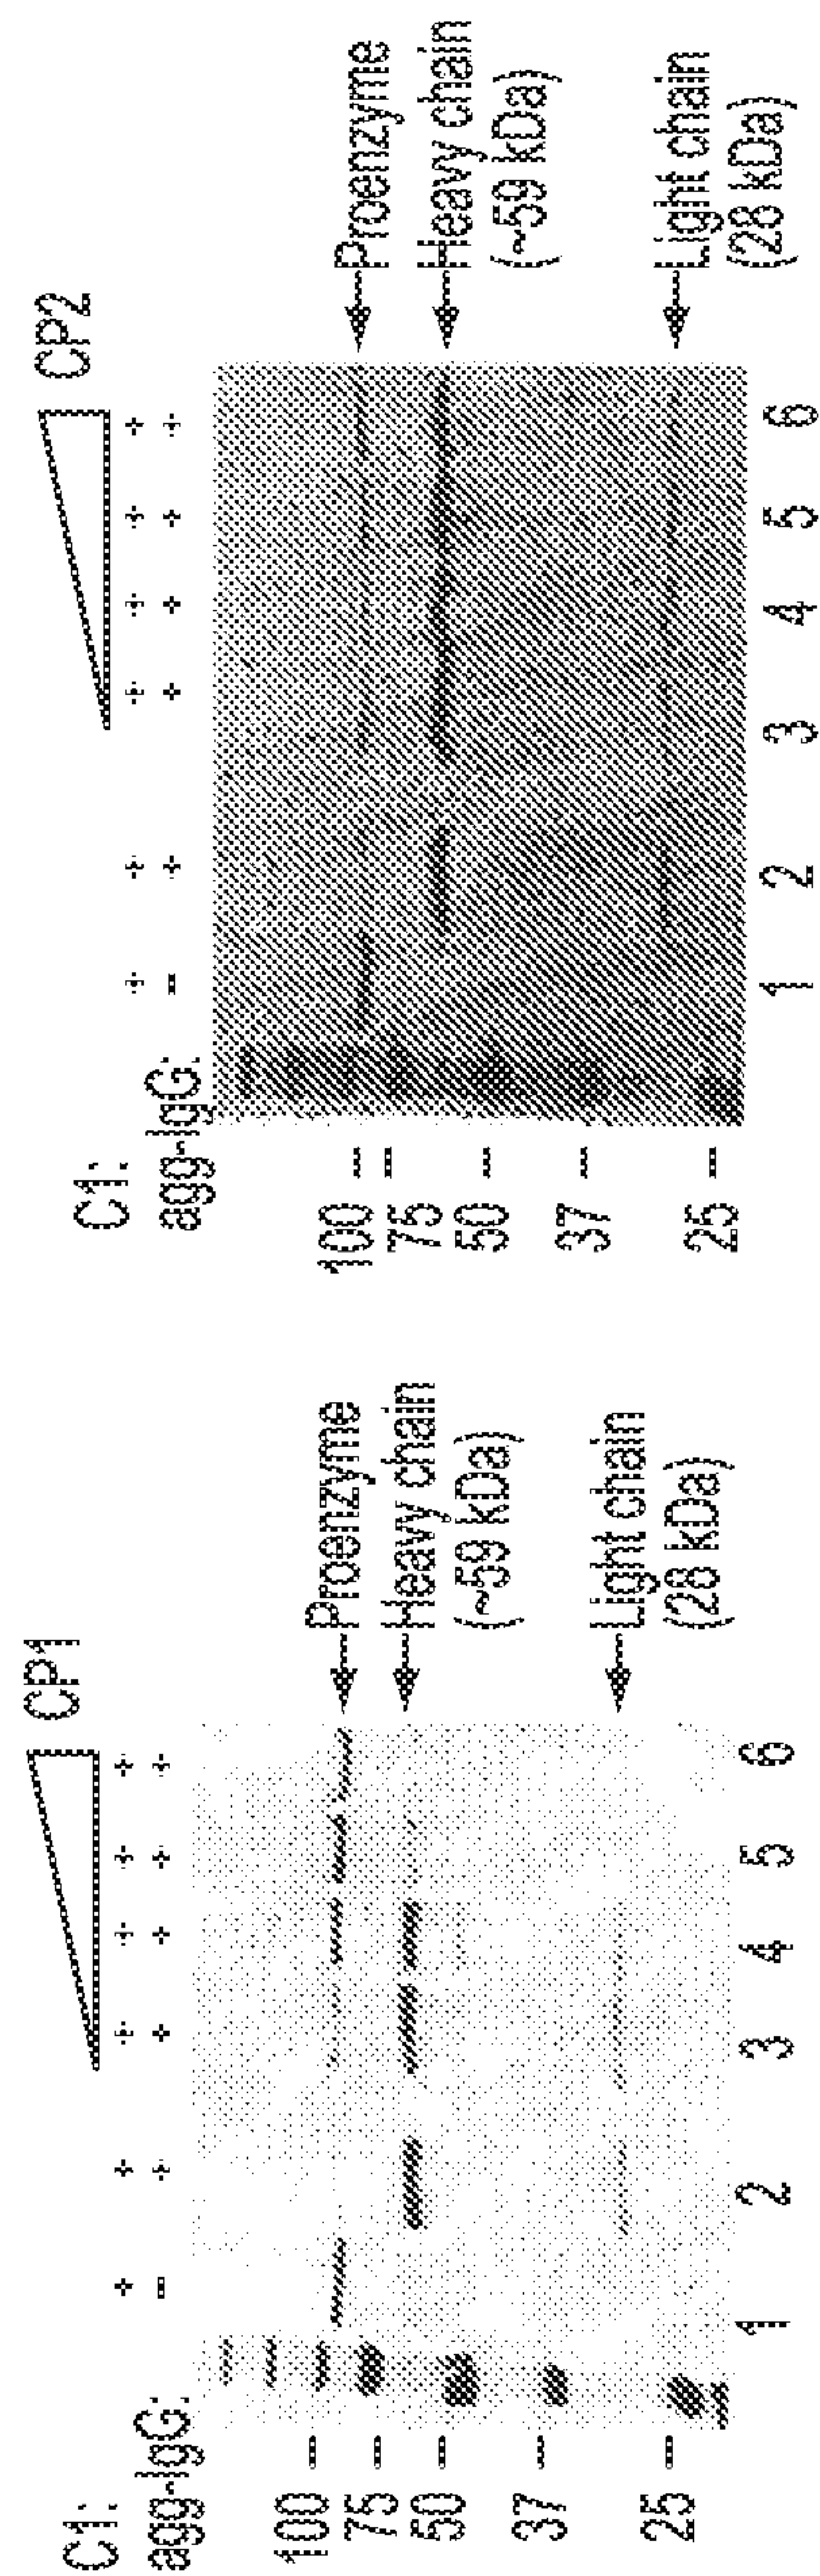 CP1
C1: + + + + + +
agg-IgG: - + + + + +
100
75
50
37
25
Proenzyme
Heavy chain
(~59 kDa)
Light chain
(28 kDa)
1 2 3 4 5 6
CP2
C1: + + + + + +
agg-IgG: - + + + + +
100
75
50
37
25
Proenzyme
Heavy chain
(~59 kDa)
Light chain
(28 kDa)
1 2 3 4 5 6